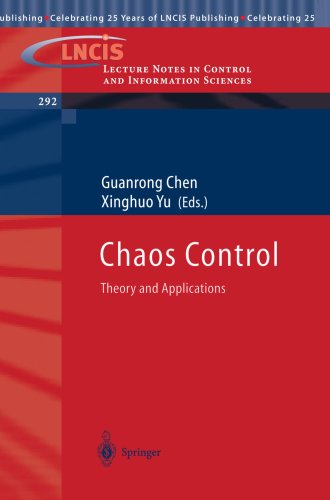 Publishing•Celebrating 25 Years of LNCIS Publishing•Celebrating 25
LNCIS
LECTURE NOTES IN CONTROL
AND INFORMATION SCIENCES
292
Guanrong Chen
Xinghuo Yu (Eds.)
Chaos Control
Theory and Applications
Springer